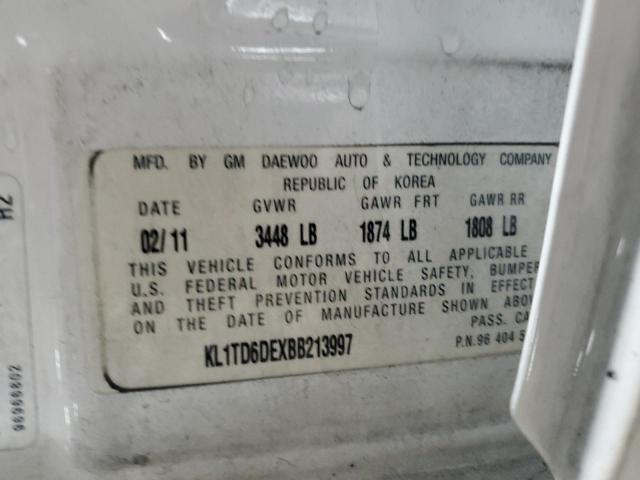 MFD. BY GM DAEWOO AUTO & TECHNOLOGY COMPANY
REPUBLIC OF KOREA
DATE GVWR GAWR FRT GAWR RR
02/11 3448 LB 1874 LB 1808 LB
THIS VEHICLE CONFORMS TO ALL APPLICABLE
U.S. FEDERAL MOTOR VEHICLE SAFETY, BUMPER
AND THEFT PREVENTION STANDARDS IN EFFECT
ON THE DATE OF MANUFACTURE SHOWN ABOV
PASS. CA
KL1TD6DEXBB213997
P.N.96 404 5
96966802